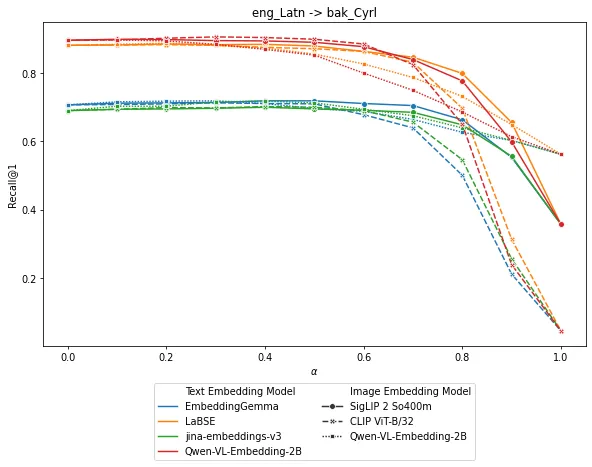 eng_Latn -> bak_Cyrl
Recall@1
0.8
0.6
0.4
0.2
0.0 0.2 0.4 0.6 0.8 1.0
α
Text Embedding Model Image Embedding Model
EmbeddingGemma SigLIP 2 So400m
LaBSE CLIP ViT-B/32
jina-embeddings-v3 Qwen-VL-Embedding-2B
Qwen-VL-Embedding-2B